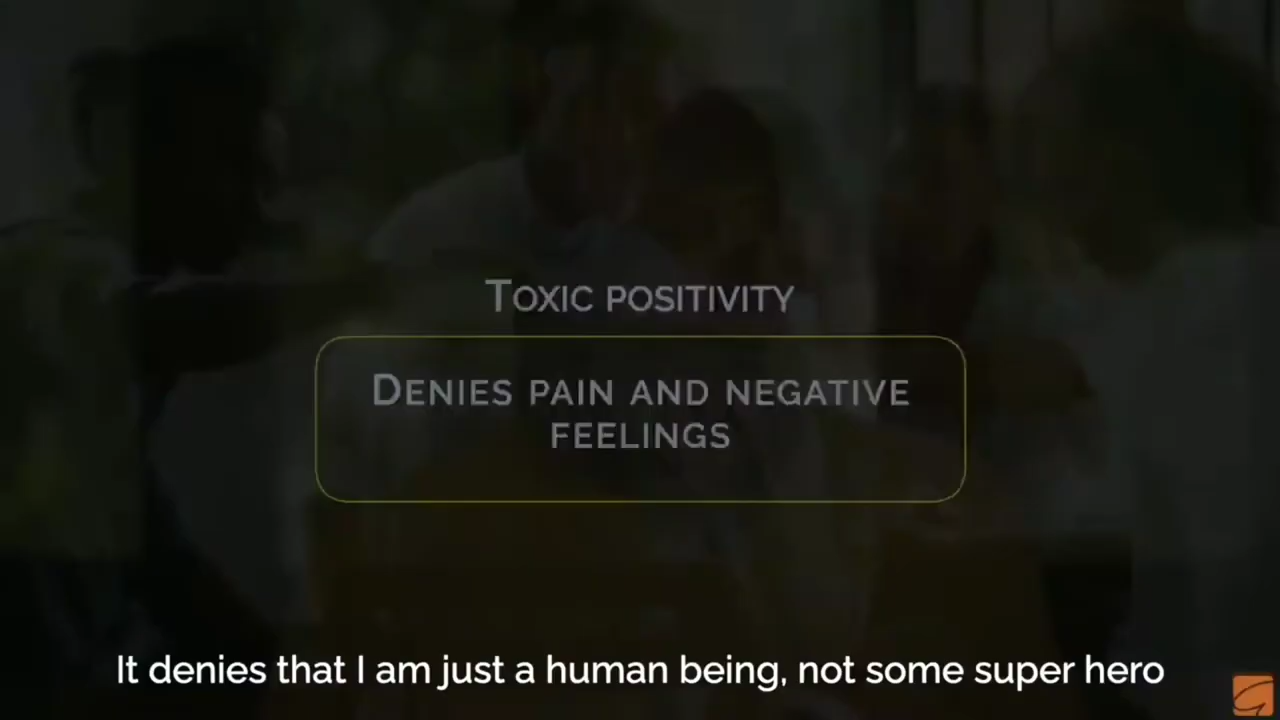 Toxic positivity
Denies pain and negative
feelings
It denies that I am just a human being, not some super hero